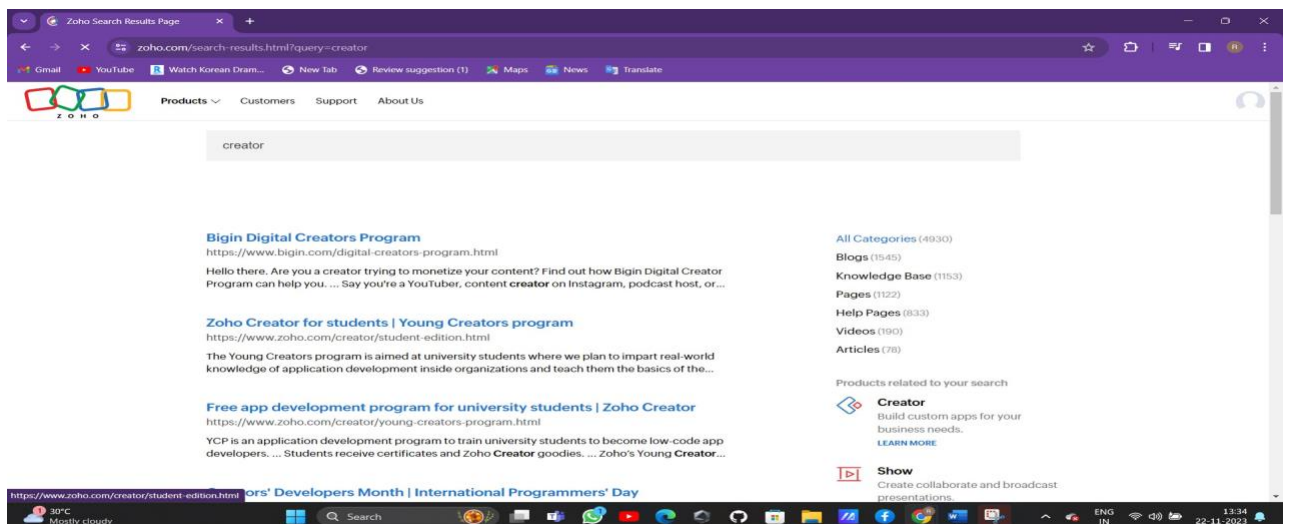 Zoho Search Results Page
zoho.com/search-results.html?query=creator
R
Gmail YouTube Watch Korean Dram... New Tab Review suggestion (1) Maps News Translate
ZOHO
Products Customers Support About Us
creator
Bigin Digital Creators Program
https://www.bigin.com/digital-creators-program.html
Hello there. Are you a creator trying to monetize your content? Find out how Bigin Digital Creator
Program can help you. ... Say you're a YouTuber, content creator on Instagram, podcast host, or...
Zoho Creator for students | Young Creators program
https://www.zoho.com/creator/student-edition.html
The Young Creators program is aimed at university students where we plan to impart real-world
knowledge of application development inside organizations and teach them the basics of the...
Free app development program for university students | Zoho Creator
https://www.zoho.com/creator/young-creators-program.html
YCP is an application development program to train university students to become low-code app
developers. ... Students receive certificates and Zoho Creator goodies. ... Zoho's Young Creator...
ors' Developers Month | International Programmers' Day
All Categories (4930)
Blogs (1545)
Knowledge Base (1153)
Pages (1122)
Help Pages (833)
Videos (190)
Articles (78)
Products related to your search
Creator
Build custom apps for your
business needs.
LEARN MORE
Show
Create collaborate and broadcast
presentations.
https://www.zoho.com/creator/student-edition.html
30°C
Mostly cloudy
Search
ENG
IN
13:34
22-11-2023